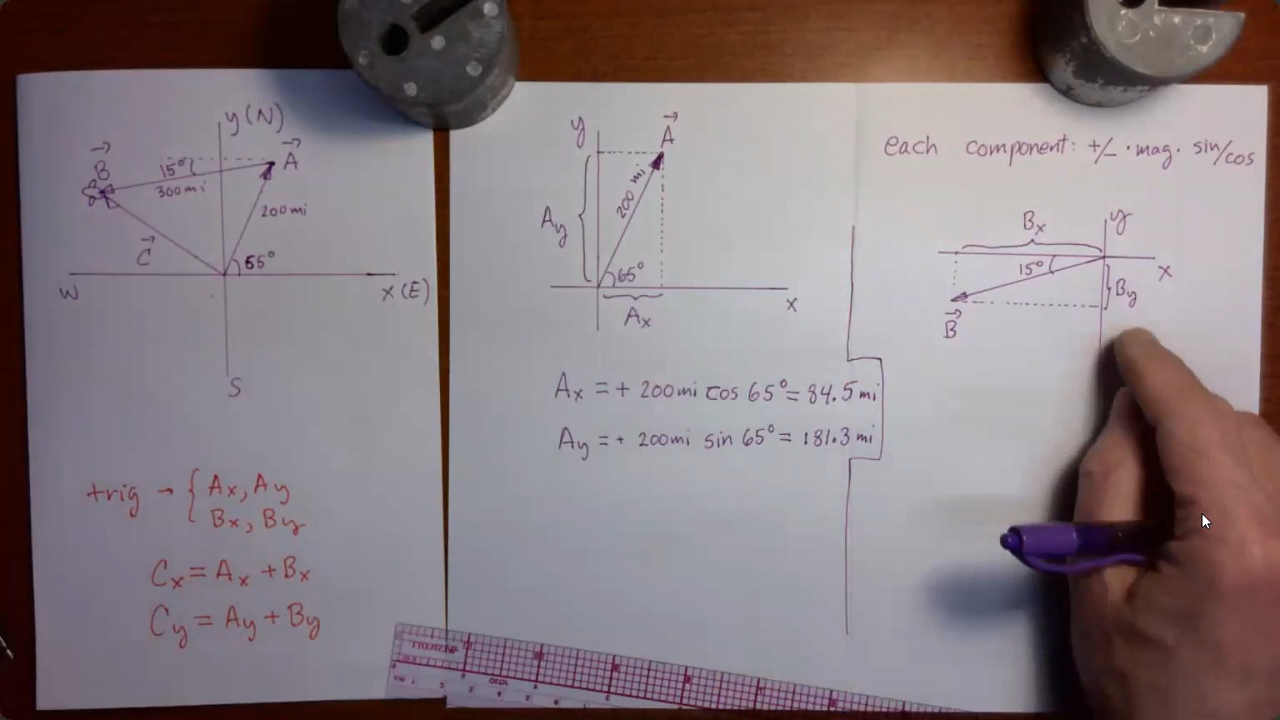 y (N)
B⃗
15°
A⃗
300 mi
200 mi
C⃗
65°
W
X (E)
S
trig → { Ax, Ay
Bx, By
Cx = Ax + Bx
Cy = Ay + By
y
A⃗
200 mi
Ay
65°
Ax
x
Ax = + 200mi cos 65° = 84.5 mi
Ay = + 200mi sin 65° = 181.3 mi
each component: +/- · mag. sin/cos
y
Bx
15°
x
By
B⃗